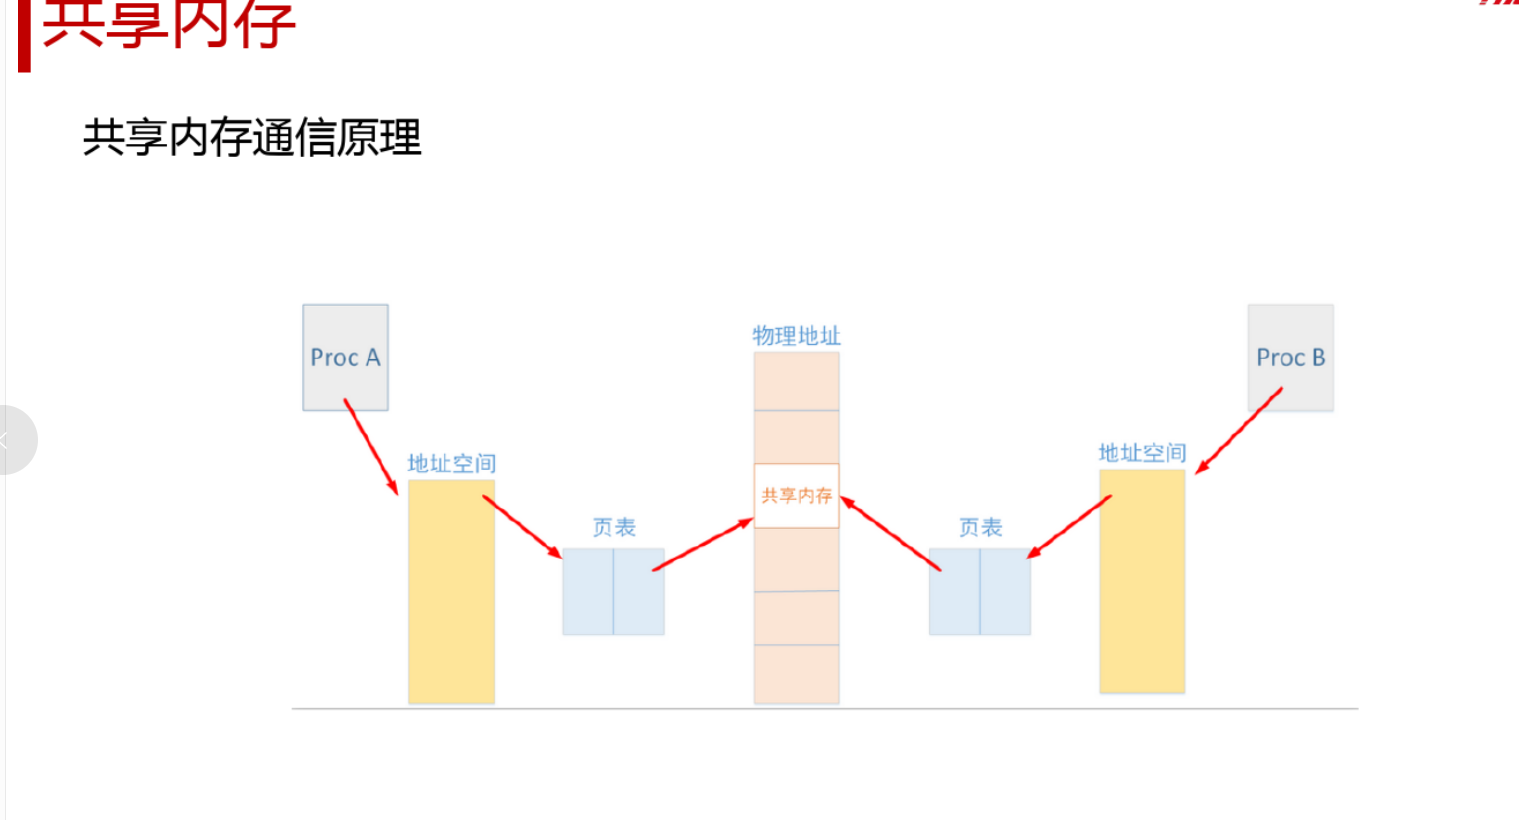 共享内存
共享内存通信原理
Proc A
物理地址
Proc B
地址空间
地址空间
共享内存
页表
页表